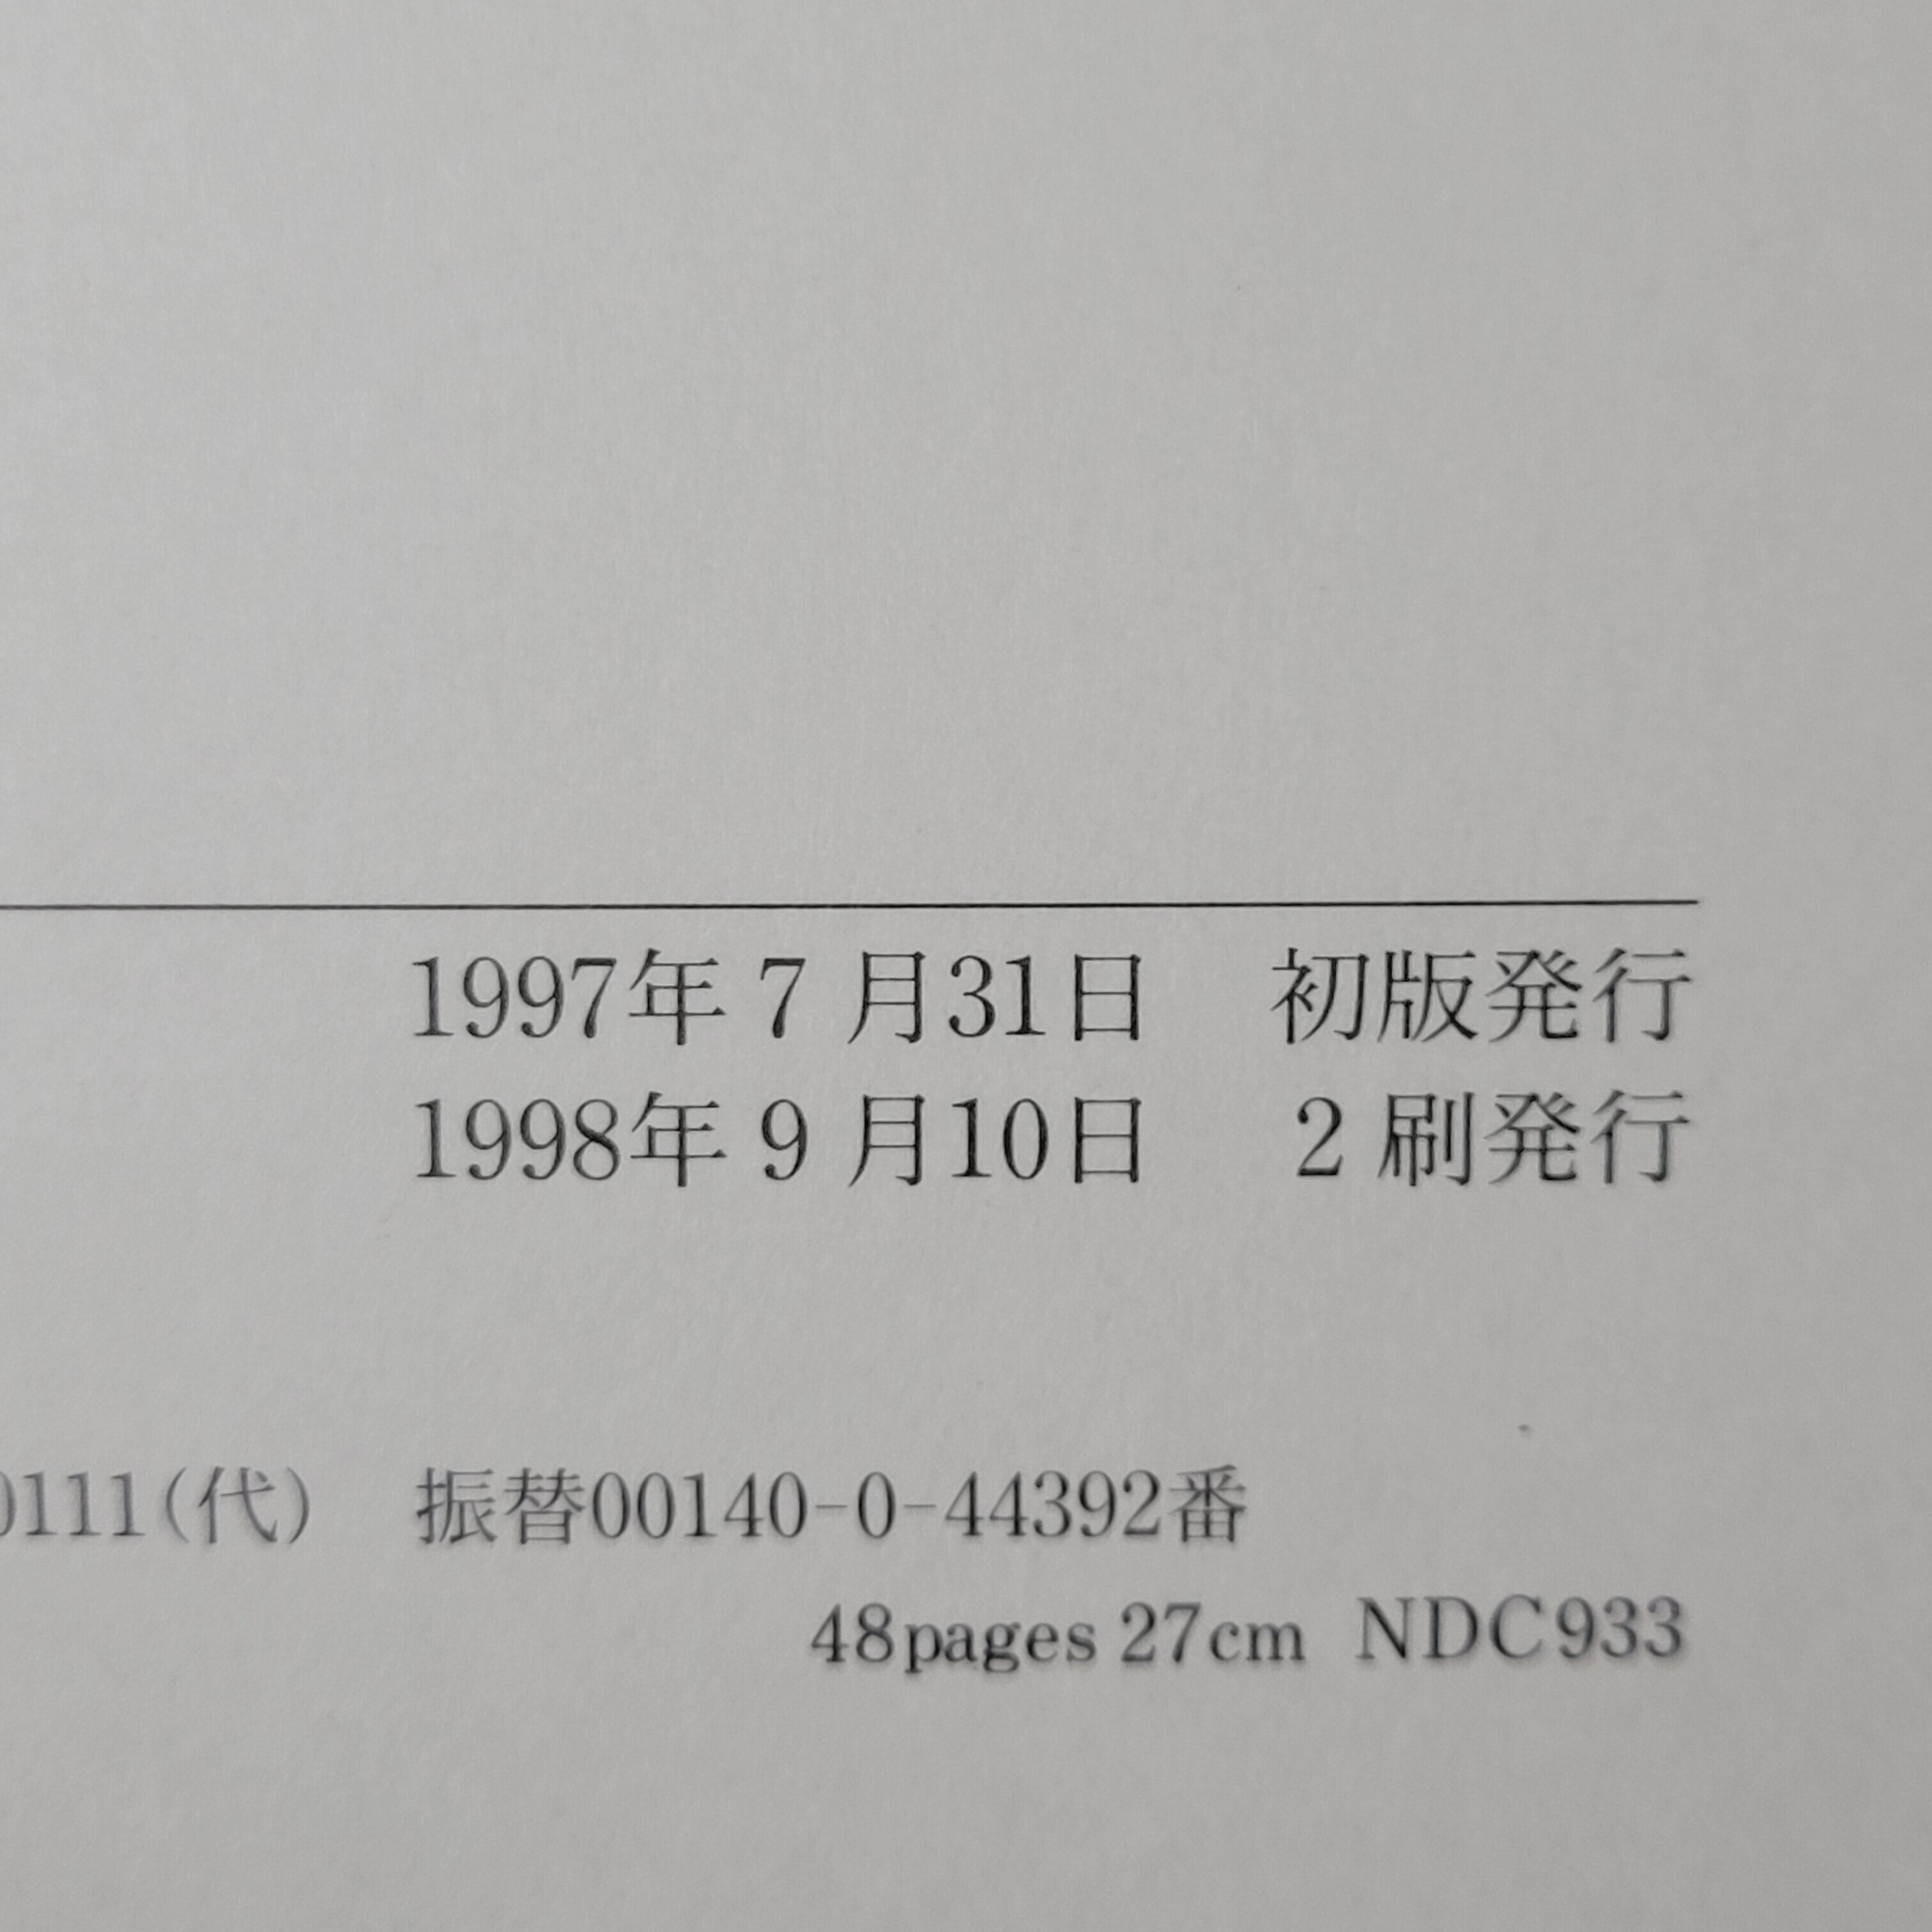 1997年7月31日　初版発行
1998年9月10日　2刷発行
0111(代)　振替00140-0-44392番
48pages 27cm NDC933